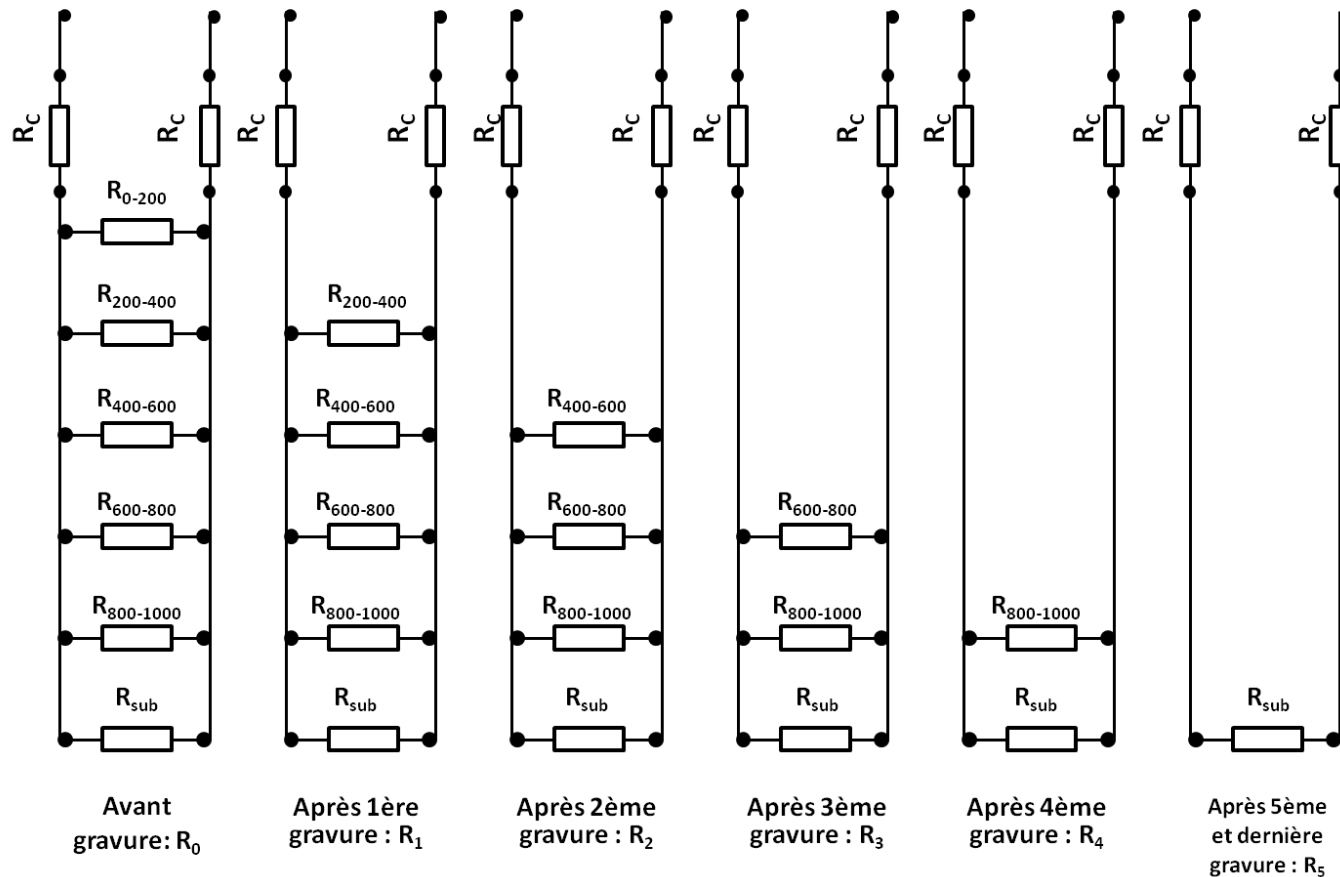 R_C R_C R_C R_C R_C R_C R_C R_C R_C R_C R_C R_C
R_0-200
R_200-400 R_200-400
R_400-600 R_400-600 R_400-600
R_600-800 R_600-800 R_600-800 R_600-800
R_800-1000 R_800-1000 R_800-1000 R_800-1000 R_800-1000
R_sub R_sub R_sub R_sub R_sub R_sub
Avant
gravure: R_0
Après 1ère
gravure : R_1
Après 2ème
gravure : R_2
Après 3ème
gravure : R_3
Après 4ème
gravure : R_4
Après 5ème
et dernière
gravure : R_5